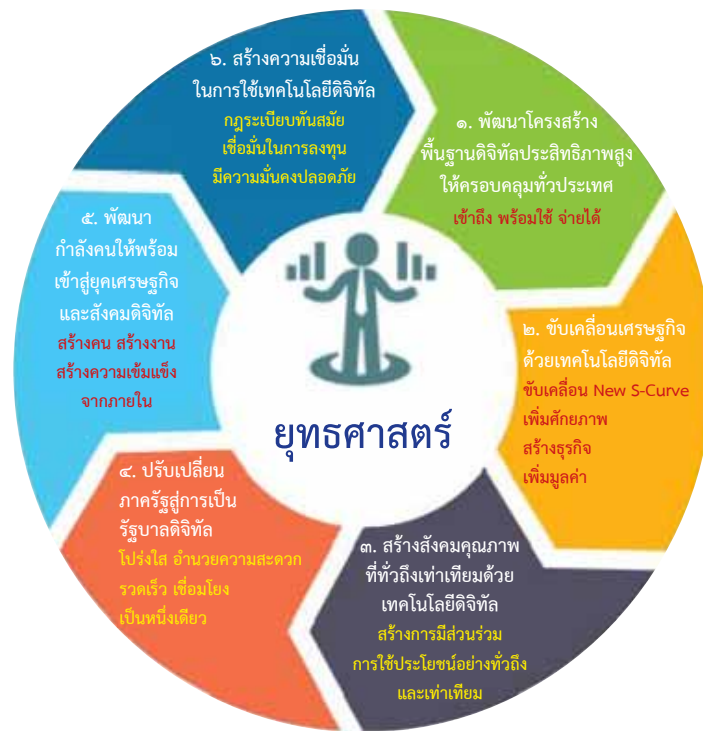 ๖. สร้างความเชื่อมั่น
ในการใช้เทคโนโลยีดิจิทัล
กฎระเบียบทันสมัย
เชื่อมั่นในการลงทุน
มีความมั่นคงปลอดภัย
๑. พัฒนาโครงสร้าง
พื้นฐานดิจิทัลประสิทธิภาพสูง
ให้ครอบคลุมทั่วประเทศ
เข้าถึง พร้อมใช้ จ่ายได้
๒. ขับเคลื่อนเศรษฐกิจ
ด้วยเทคโนโลยีดิจิทัล
ขับเคลื่อน New S-Curve
เพิ่มศักยภาพ
สร้างธุรกิจ
เพิ่มมูลค่า
๓. สร้างสังคมคุณภาพ
ที่ทั่วถึงเท่าเทียมด้วย
เทคโนโลยีดิจิทัล
สร้างการมีส่วนร่วม
การใช้ประโยชน์อย่างทั่วถึง
และเท่าเทียม
๔. ปรับเปลี่ยน
ภาครัฐสู่การเป็น
รัฐบาลดิจิทัล
โปร่งใส อำนวยความสะดวก
รวดเร็ว เชื่อมโยง
เป็นหนึ่งเดียว
๕. พัฒนา
กำลังคนให้พร้อม
เข้าสู่ยุคเศรษฐกิจ
และสังคมดิจิทัล
สร้างคน สร้างงาน
สร้างความเข้มแข็ง
จากภายใน
ยุทธศาสตร์